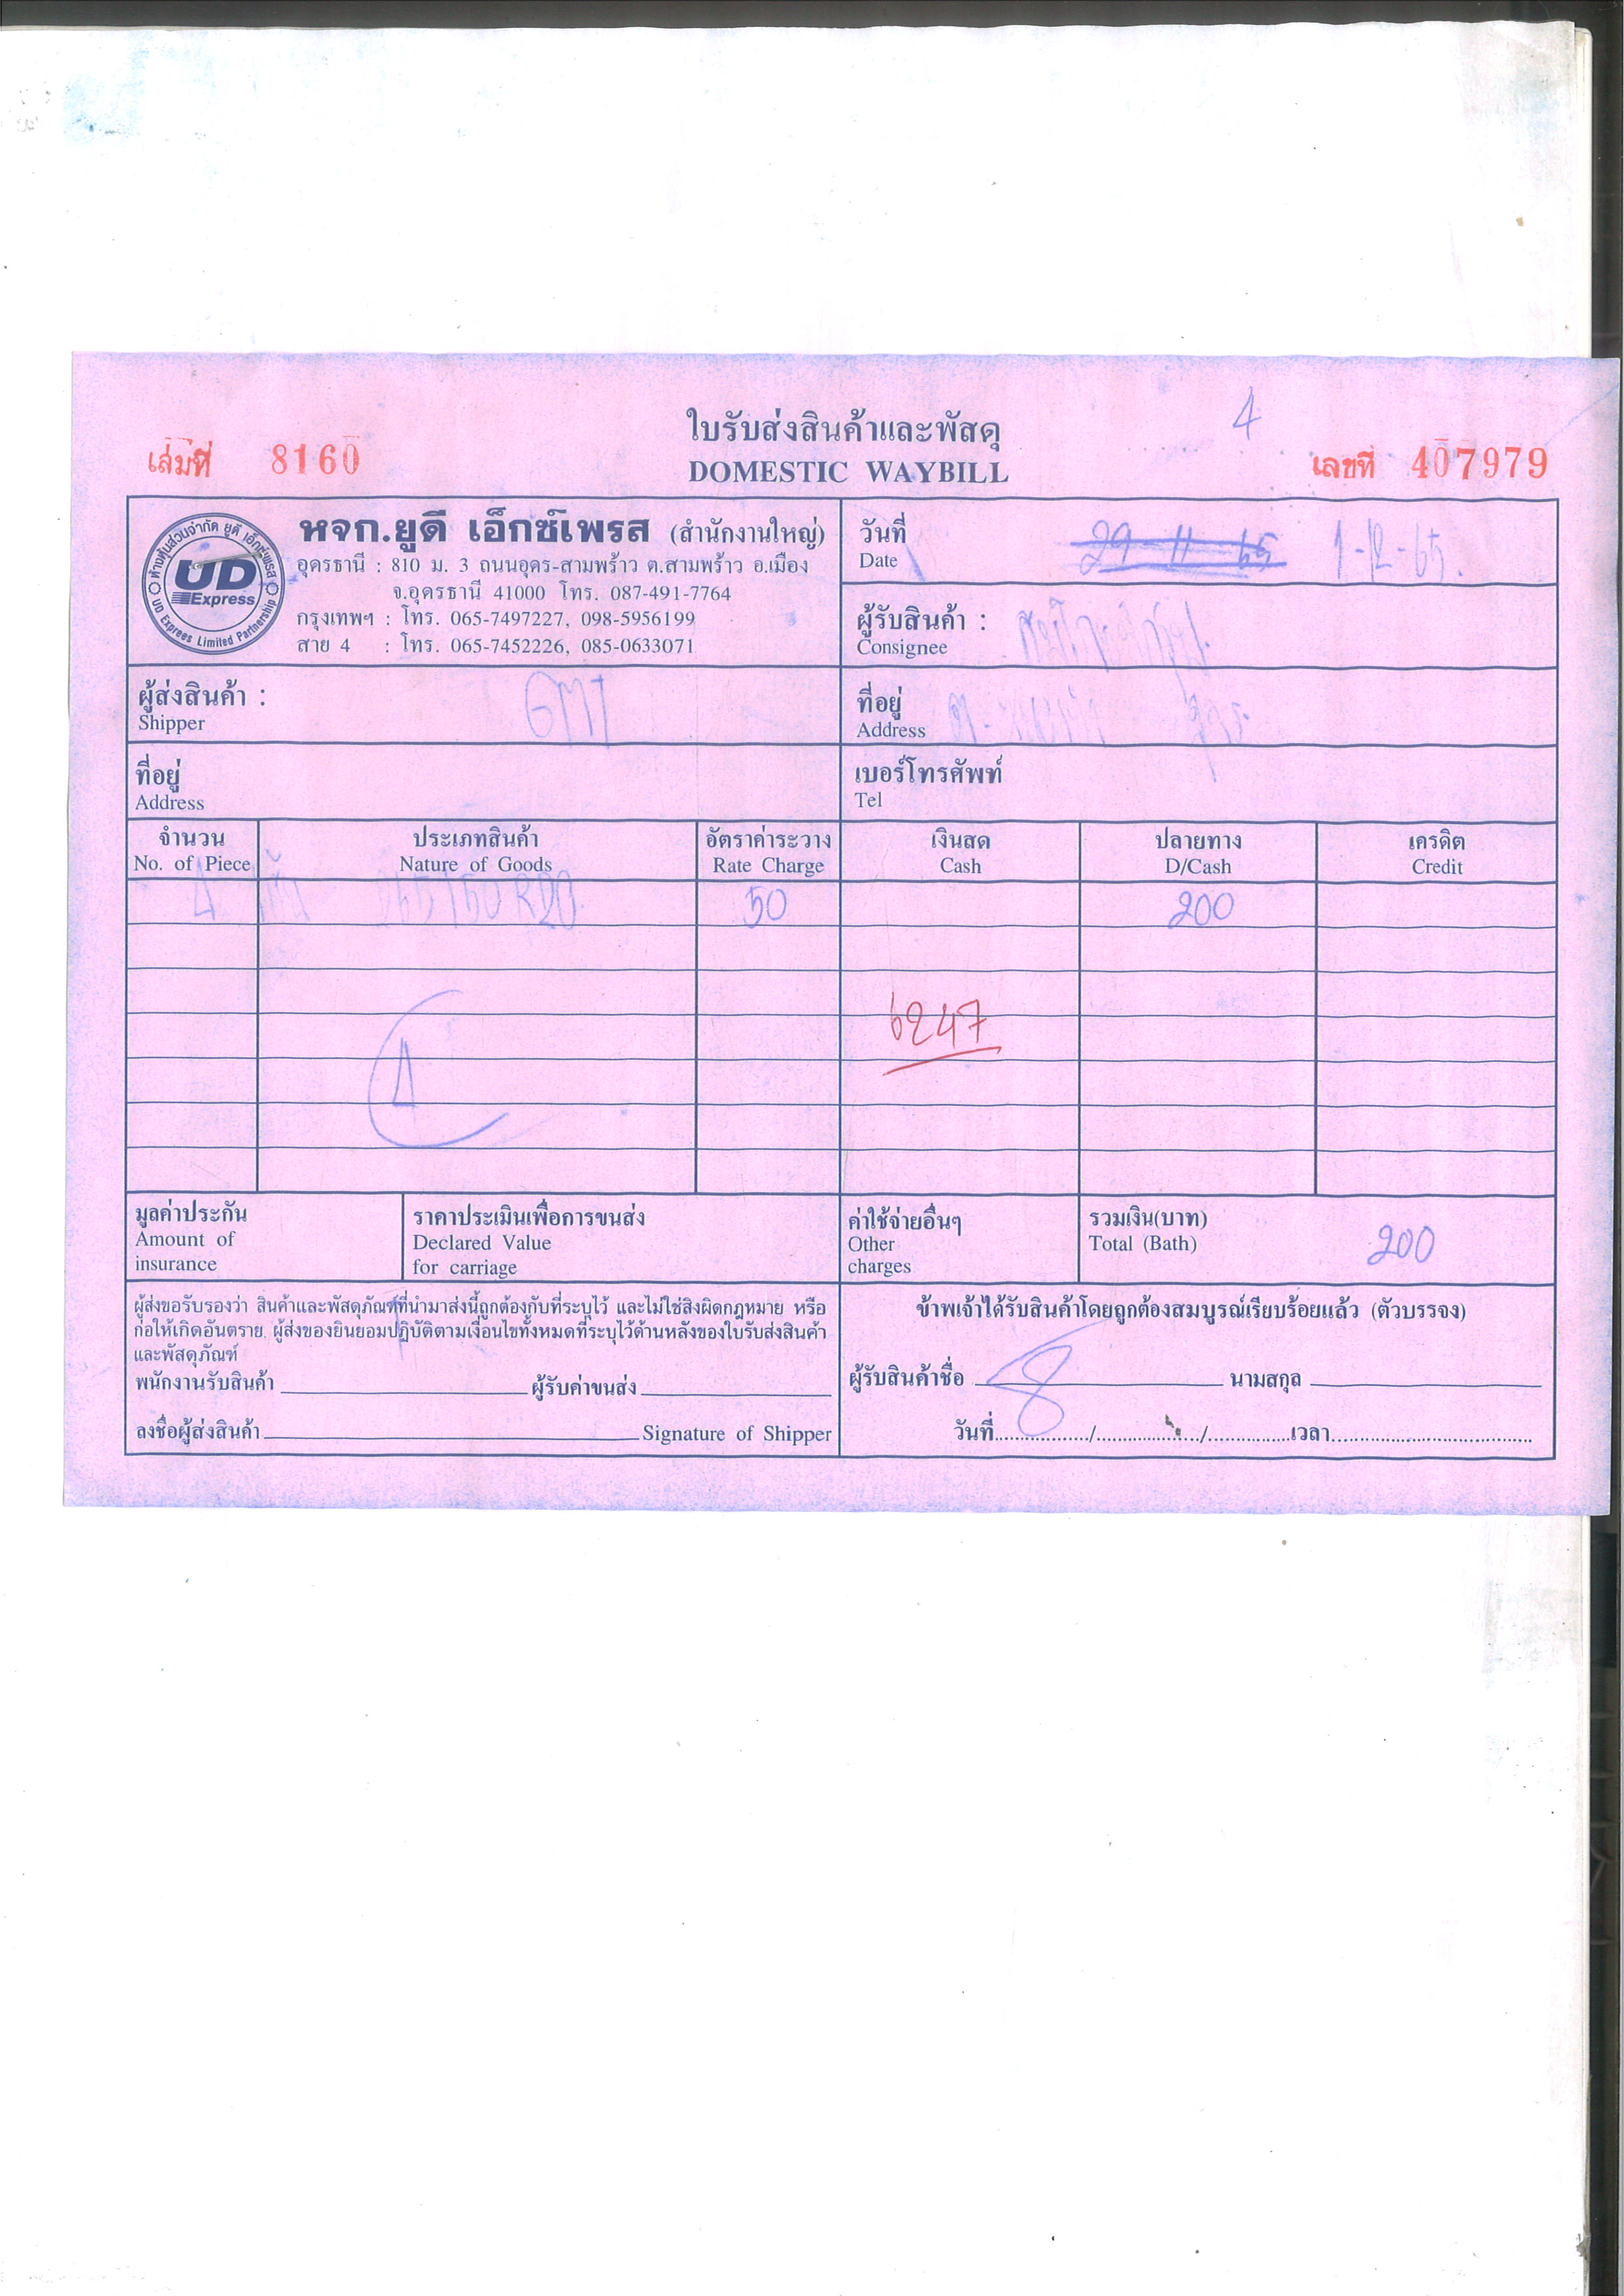 4
ใบรับส่งสินค้าและพัสดุ
เล่มที่ 8160
DOMESTIC WAYBILL
เลขที่ 407979
ห้างหุ้นส่วนจำกัด ยูดี เอ็กซ์เพรส
UD
Express
UD Exprees Limited Partnership
หจก.ยูดี เอ็กซ์เพรส (สำนักงานใหญ่)
อุดรธานี : 810 ม. 3 ถนนอุดร-สามพร้าว ต.สามพร้าว อ.เมือง
จ.อุดรธานี 41000 โทร. 087-491-7764
กรุงเทพฯ : โทร. 065-7497227, 098-5956199
สาย 4 : โทร. 065-7452226, 085-0633071
วันที่ 29-11-65 1-12-65.
Date
ผู้รับสินค้า :
Consignee
ผู้ส่งสินค้า :
Shipper
ที่อยู่
Address
ที่อยู่
Address
เบอร์โทรศัพท์
Tel
จำนวน ประเภทสินค้า อัตราค่าระวาง เงินสด ปลายทาง เครดิต
No. of Piece Nature of Goods Rate Charge Cash D/Cash Credit
4 เส้น 50 200
6247
4
มูลค่าประกัน
Amount of
insurance
ราคาประเมินเพื่อการขนส่ง
Declared Value
for carriage
ค่าใช้จ่ายอื่นๆ
Other
charges
รวมเงิน(บาท)
Total (Bath) 200
ผู้ส่งขอรับรองว่า สินค้าและพัสดุภัณฑ์ที่นำมาส่งนี้ถูกต้องกับที่ระบุไว้ และไม่ใช่สิ่งผิดกฎหมาย หรือ
ก่อให้เกิดอันตราย ผู้ส่งของยินยอมปฏิบัติตามเงื่อนไขทั้งหมดที่ระบุไว้ด้านหลังของใบรับส่งสินค้า
และพัสดุภัณฑ์
พนักงานรับสินค้า ผู้รับค่าขนส่ง
ลงชื่อผู้ส่งสินค้า Signature of Shipper
ข้าพเจ้าได้รับสินค้าโดยถูกต้องสมบูรณ์เรียบร้อยแล้ว (ตัวบรรจง)
ผู้รับสินค้าชื่อ นามสกุล
วันที่ / / เวลา